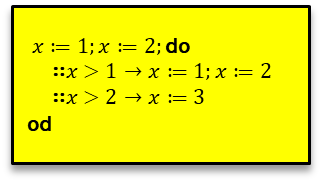 x := 1; x := 2; do
::x > 1 → x := 1; x := 2
::x > 2 → x := 3
od